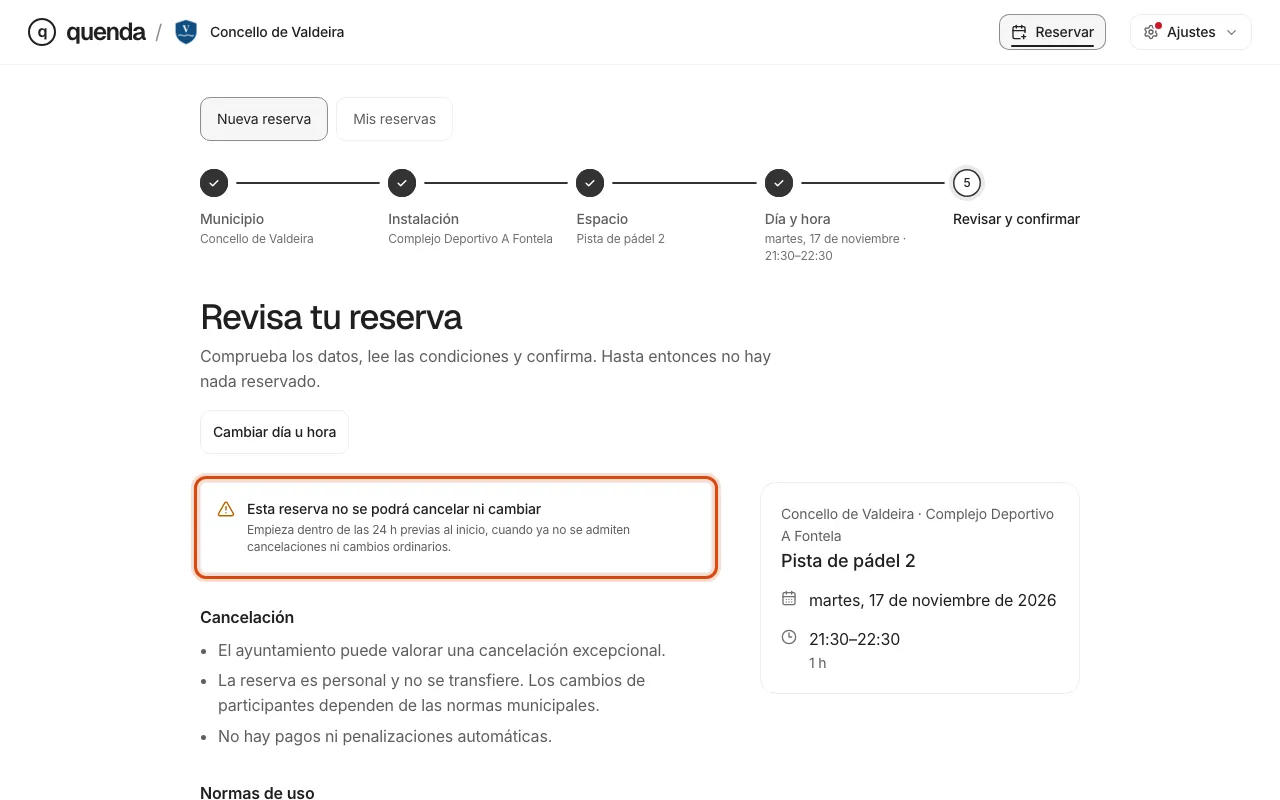 q quenda / V Concello de Valdeira
Reservar
Ajustes
Nueva reserva
Mis reservas
Municipio
Concello de Valdeira
Instalación
Complejo Deportivo A Fontela
Espacio
Pista de pádel 2
Día y hora
martes, 17 de noviembre ·
21:30–22:30
5
Revisar y confirmar
Revisa tu reserva
Comprueba los datos, lee las condiciones y confirma. Hasta entonces no hay
nada reservado.
Cambiar día u hora
Esta reserva no se podrá cancelar ni cambiar
Empieza dentro de las 24 h previas al inicio, cuando ya no se admiten
cancelaciones ni cambios ordinarios.
Cancelación
• El ayuntamiento puede valorar una cancelación excepcional.
• La reserva es personal y no se transfiere. Los cambios de
participantes dependen de las normas municipales.
• No hay pagos ni penalizaciones automáticas.
Normas de uso
Concello de Valdeira · Complejo Deportivo
A Fontela
Pista de pádel 2
martes, 17 de noviembre de 2026
21:30–22:30
1 h